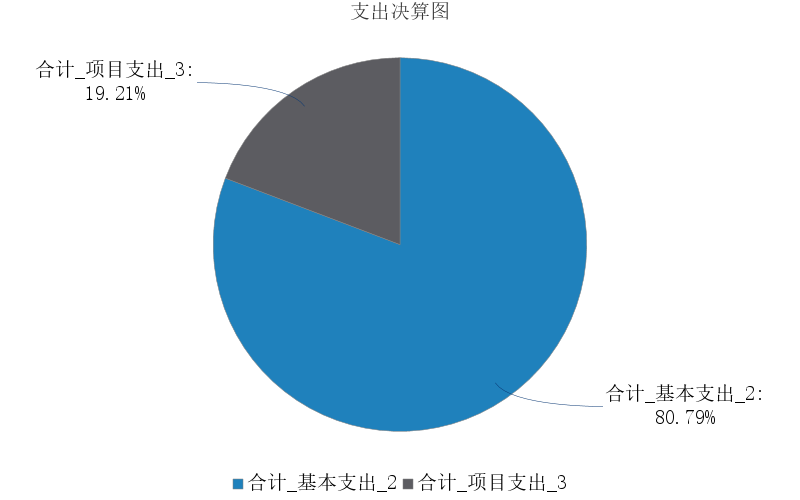 支出决算图
合计_项目支出_3:
19.21%
合计_基本支出_2:
80.79%
合计_基本支出_2 合计_项目支出_3